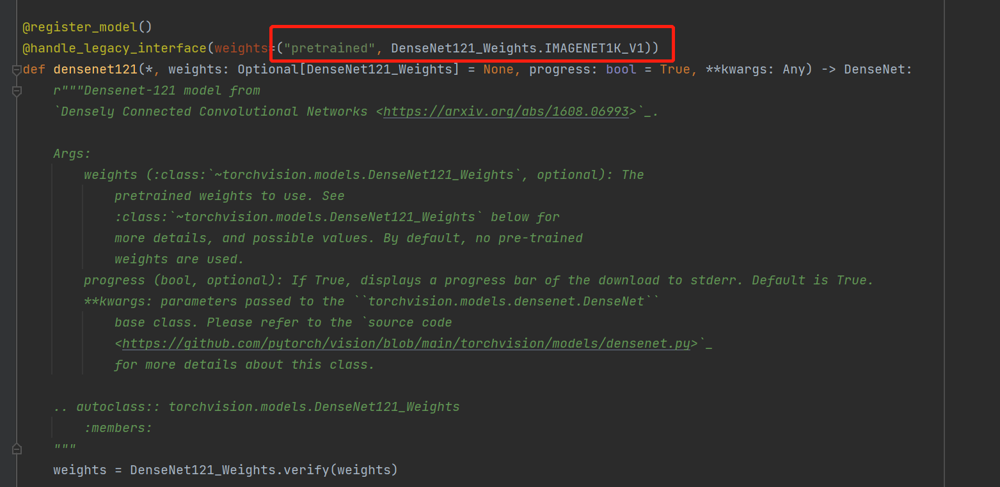 @register_model()
@handle_legacy_interface(weights=("pretrained", DenseNet121_Weights.IMAGENET1K_V1))
def densenet121(*, weights: Optional[DenseNet121_Weights] = None, progress: bool = True, **kwargs: Any) -> DenseNet:
r"""Densenet-121 model from
`Densely Connected Convolutional Networks <https://arxiv.org/abs/1608.06993>`_.
Args:
weights (:class:`~torchvision.models.DenseNet121_Weights`, optional): The
pretrained weights to use. See
:class:`~torchvision.models.DenseNet121_Weights` below for
more details, and possible values. By default, no pre-trained
weights are used.
progress (bool, optional): If True, displays a progress bar of the download to stderr. Default is True.
**kwargs: parameters passed to the ``torchvision.models.densenet.DenseNet``
base class. Please refer to the `source code
<https://github.com/pytorch/vision/blob/main/torchvision/models/densenet.py>`_
for more details about this class.
.. autoclass:: torchvision.models.DenseNet121_Weights
:members:
"""
weights = DenseNet121_Weights.verify(weights)